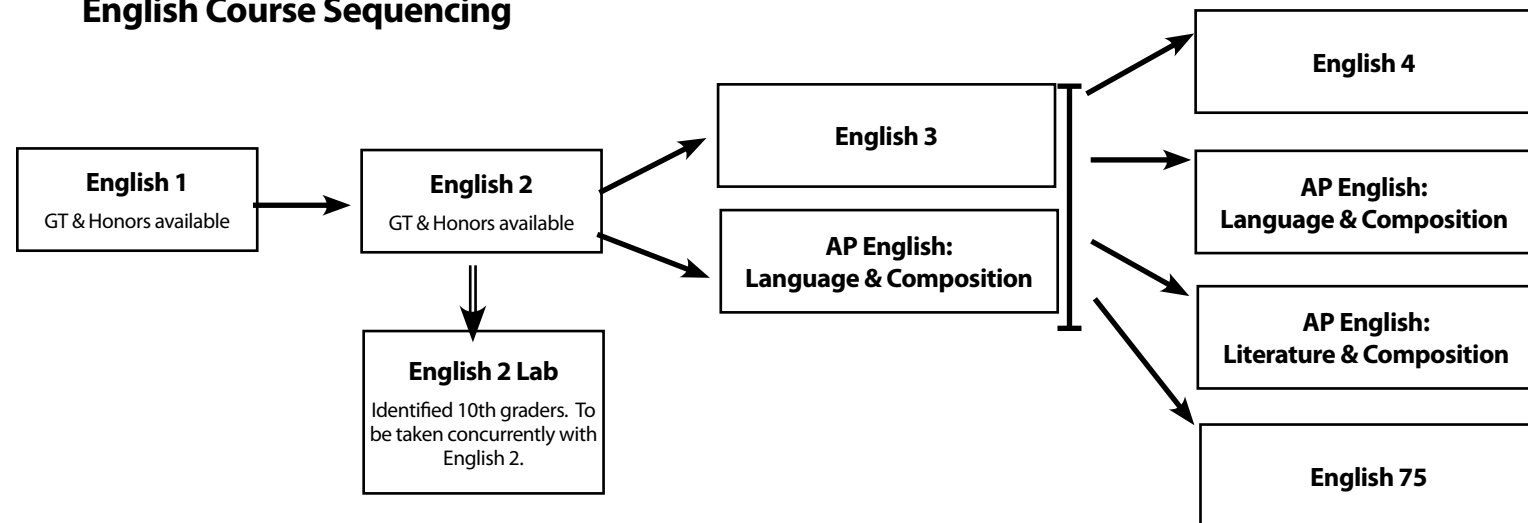 English Course Sequencing
English 1
GT & Honors available
English 2
GT & Honors available
English 2 Lab
Identified 10th graders. To
be taken concurrently with
English 2.
English 3
AP English:
Language & Composition
English 4
AP English:
Language & Composition
AP English:
Literature & Composition
English 75